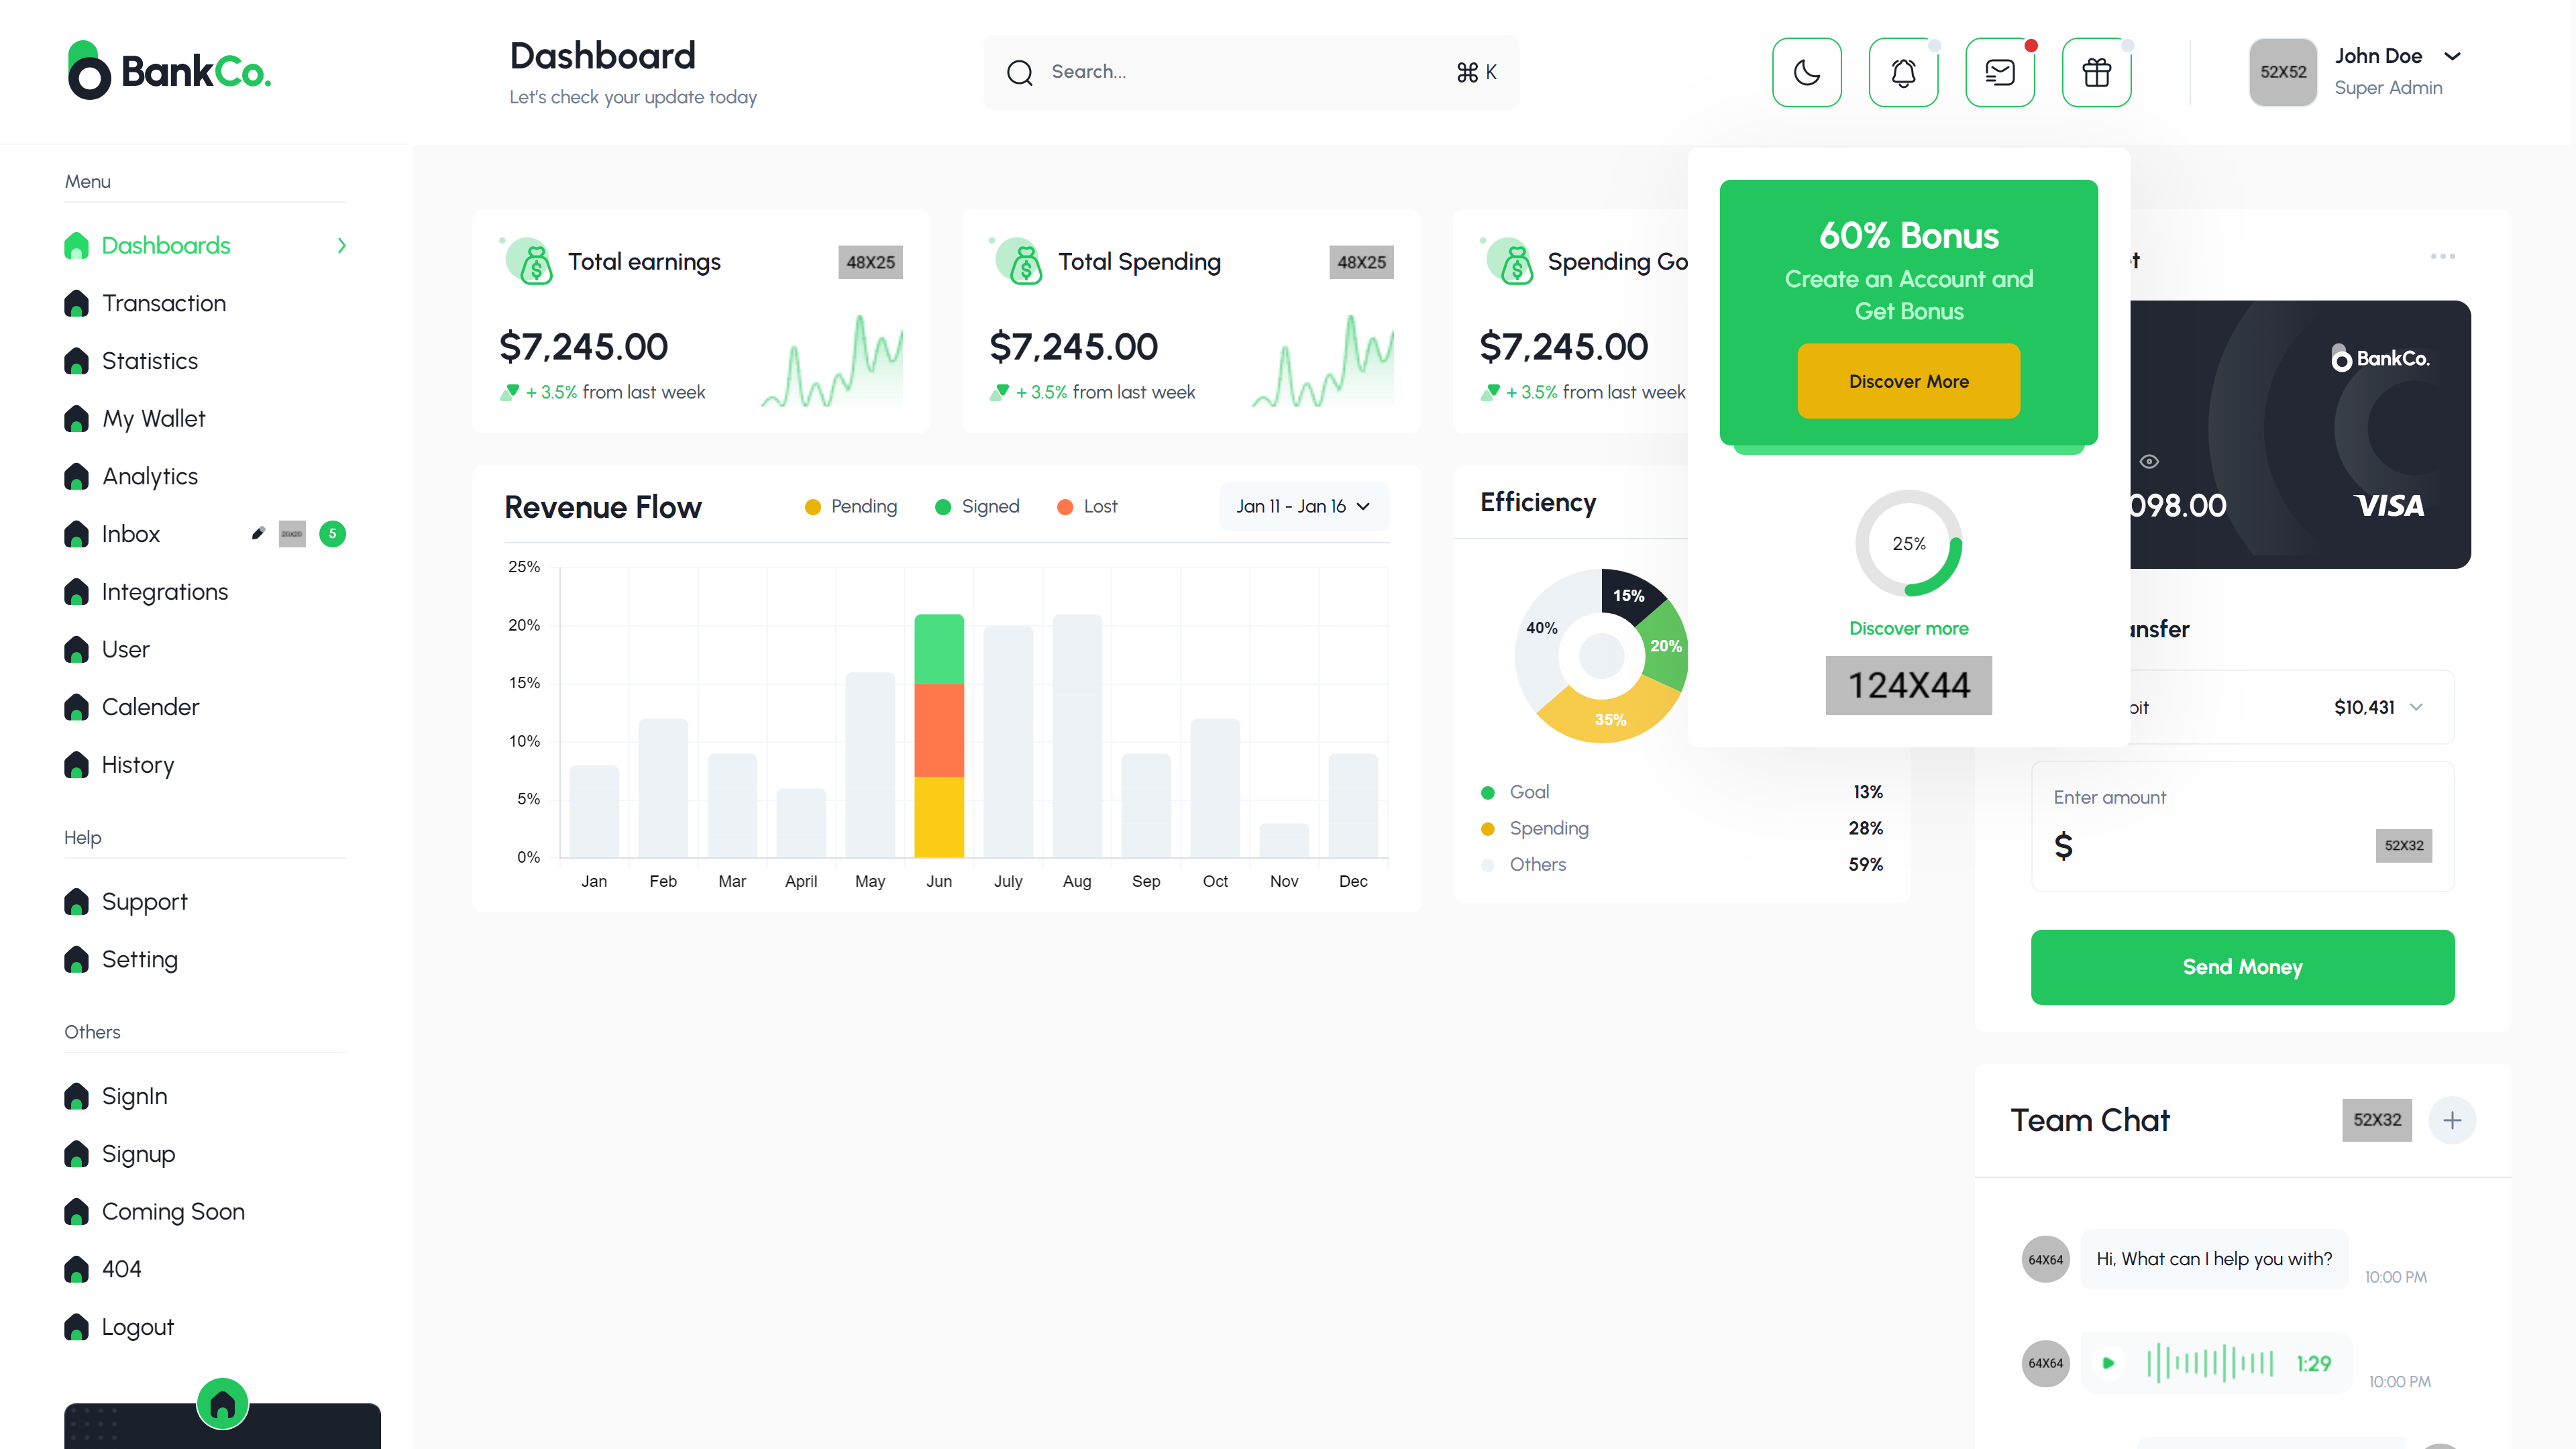 BankCo.
Dashboard
Let's check your update today
Search...
⌘ K
52X52
John Doe
Super Admin
Menu
Dashboards
Transaction
Statistics
My Wallet
Analytics
Inbox
20X20
5
Integrations
User
Calender
History
Help
Support
Setting
Others
SignIn
Signup
Coming Soon
404
Logout
Total earnings
48X25
$7,245.00
+ 3.5% from last week
Total Spending
48X25
$7,245.00
+ 3.5% from last week
Spending Go
$7,245.00
+ 3.5% from last week
60% Bonus
Create an Account and
Get Bonus
Discover More
25%
Discover more
124X44
Revenue Flow
Pending
Signed
Lost
Jan 11 - Jan 16
25%
20%
15%
10%
5%
0%
Jan
Feb
Mar
April
May
Jun
July
Aug
Sep
Oct
Nov
Dec
Efficiency
15%
20%
35%
40%
Goal
13%
Spending
28%
Others
59%
BankCo.
098.00
VISA
$10,431
Enter amount
$
52X32
Send Money
Team Chat
52X32
64X64
Hi, What can I help you with?
10:00 PM
64X64
1:29
10:00 PM